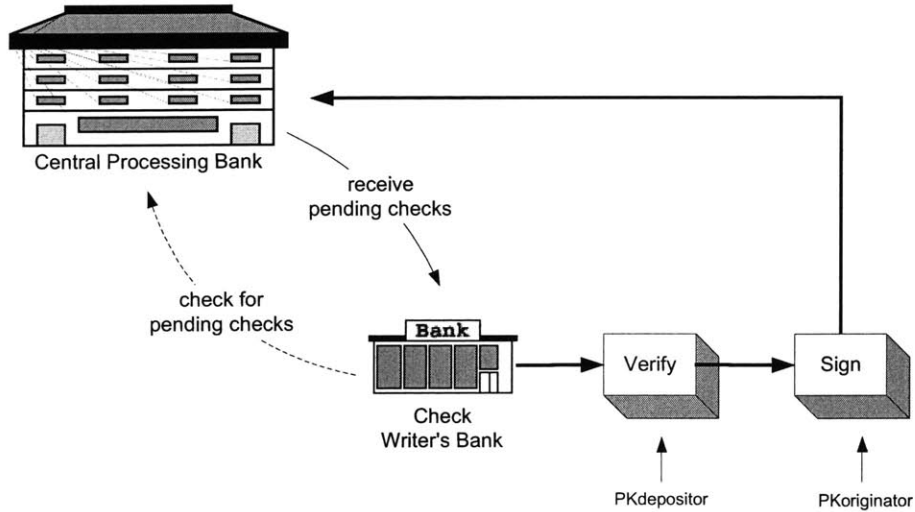 Central Processing Bank
receive
pending checks
check for
pending checks
Bank
Check
Writer's Bank
Verify
Sign
PKdepositor
PKoriginator